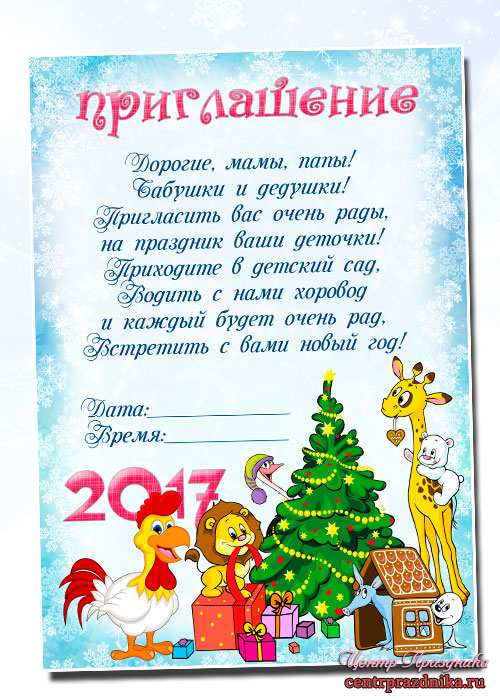 приглашение
Дорогие, мамы, папы!
Бабушки и дедушки!
Пригласить вас очень рады,
на праздник ваши деточки!
Приходите в детский сад,
Водить с нами хоровод
и каждый будет очень рад,
Встретить с вами новый год!
Дата:
Время:
2017
Центр Праздника
centrprazdnika.ru